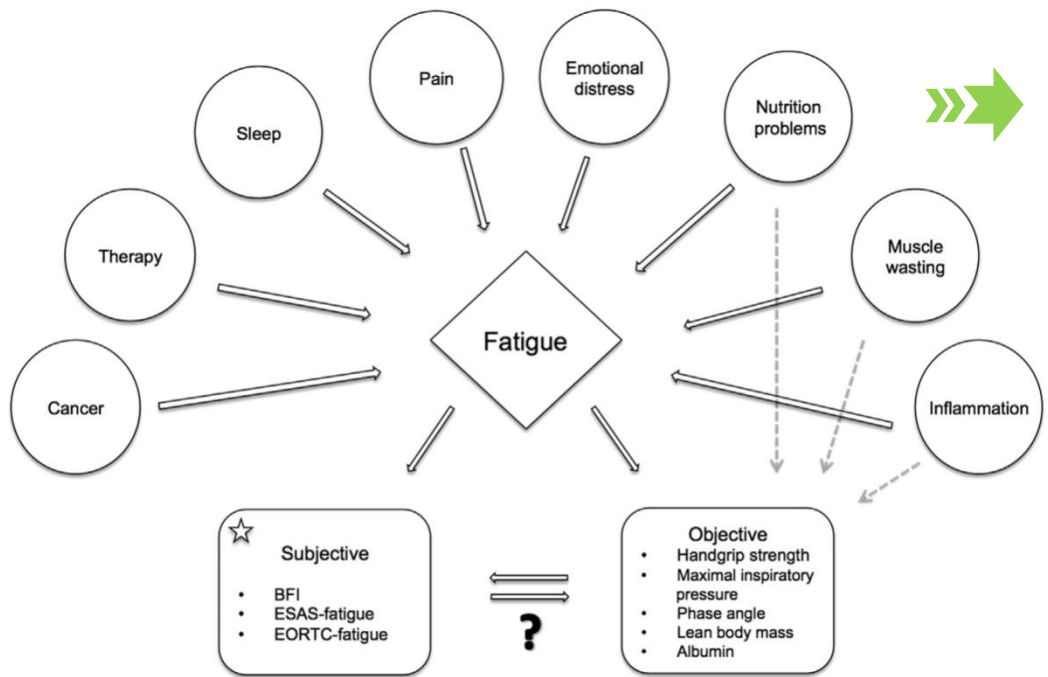 Pain
Emotional
distress
Nutrition
problems
Sleep
Therapy
Muscle
wasting
Fatigue
Cancer
Inflammation
Subjective
• BFI
• ESAS-fatigue
• EORTC-fatigue
?
Objective
• Handgrip strength
• Maximal inspiratory
pressure
• Phase angle
• Lean body mass
• Albumin